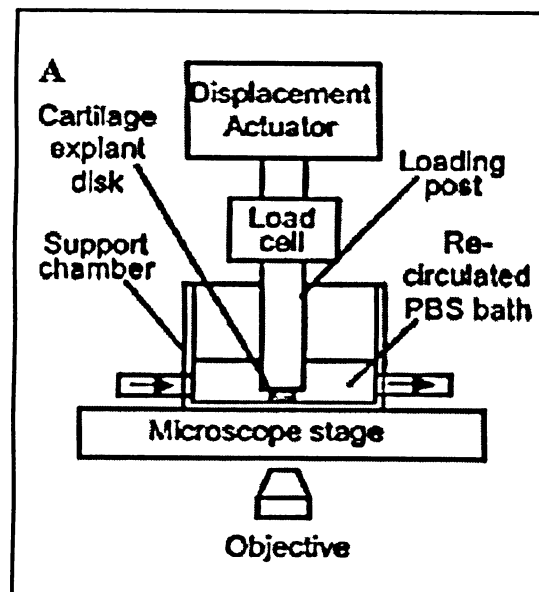 A
Displacement
Actuator
Cartilage
explant
disk
Loading
post
Load
cell
Support
chamber
Re-
circulated
PBS bath
Microscope stage
Objective